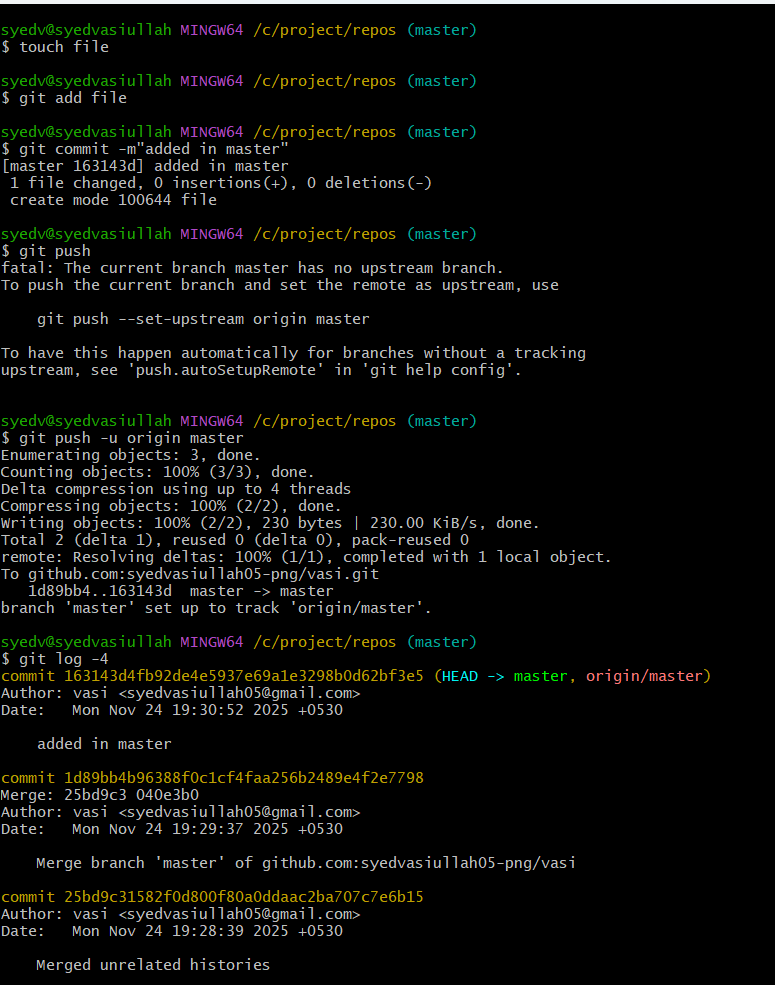 syedv@syedvasiullah MINGW64 /c/project/repos (master)
$ touch file
syedv@syedvasiullah MINGW64 /c/project/repos (master)
$ git add file
syedv@syedvasiullah MINGW64 /c/project/repos (master)
$ git commit -m"added in master"
[master 163143d] added in master
 1 file changed, 0 insertions(+), 0 deletions(-)
 create mode 100644 file
syedv@syedvasiullah MINGW64 /c/project/repos (master)
$ git push
fatal: The current branch master has no upstream branch.
To push the current branch and set the remote as upstream, use
    git push --set-upstream origin master
To have this happen automatically for branches without a tracking
upstream, see 'push.autoSetupRemote' in 'git help config'.
syedv@syedvasiullah MINGW64 /c/project/repos (master)
$ git push -u origin master
Enumerating objects: 3, done.
Counting objects: 100% (3/3), done.
Delta compression using up to 4 threads
Compressing objects: 100% (2/2), done.
Writing objects: 100% (2/2), 230 bytes | 230.00 KiB/s, done.
Total 2 (delta 1), reused 0 (delta 0), pack-reused 0
remote: Resolving deltas: 100% (1/1), completed with 1 local object.
To github.com:syedvasiullah05-png/vasi.git
   1d89bb4..163143d  master -> master
branch 'master' set up to track 'origin/master'.
syedv@syedvasiullah MINGW64 /c/project/repos (master)
$ git log -4
commit 163143d4fb92de4e5937e69a1e3298b0d62bf3e5 (HEAD -> master, origin/master)
Author: vasi <syedvasiullah05@gmail.com>
Date:   Mon Nov 24 19:30:52 2025 +0530
    added in master
commit 1d89bb4b96388f0c1cf4faa256b2489e4f2e7798
Merge: 25bd9c3 040e3b0
Author: vasi <syedvasiullah05@gmail.com>
Date:   Mon Nov 24 19:29:37 2025 +0530
    Merge branch 'master' of github.com:syedvasiullah05-png/vasi
commit 25bd9c31582f0d800f80a0ddaac2ba707c7e6b15
Author: vasi <syedvasiullah05@gmail.com>
Date:   Mon Nov 24 19:28:39 2025 +0530
    Merged unrelated histories